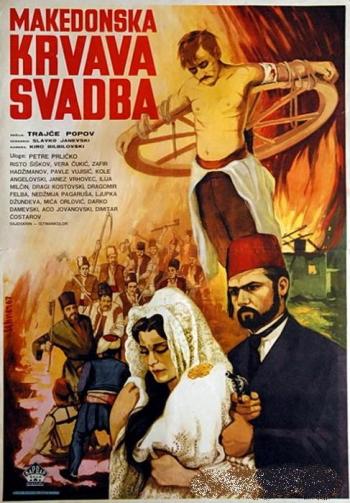 MAKEDONSKA
KRVAVA
SVADBA
TRAJČE POPOV
SLAVKO JANEVSKI
KIRO BILBILOVSKI
Uloge: PETRE PRLIČKO
RISTO ŠIŠKOV, VERA ČUKIĆ, ZAFIR
HADŽIMANOV, PAVLE VUJISIĆ, KOLE
ANGELOVSKI, JANEZ VRHOVEC, ILIJA
MILČIN, DRAGI KOSTOVSKI, DRAGOMIR
FELBA, NEDŽMIJA PAGARUŠA, LJUPKA
DŽUNDEVA, MIĆA ORLOVIĆ, DARKO
DAMEVSKI, ACO JOVANOVSKI, DIMITAR
ČOSTAROV